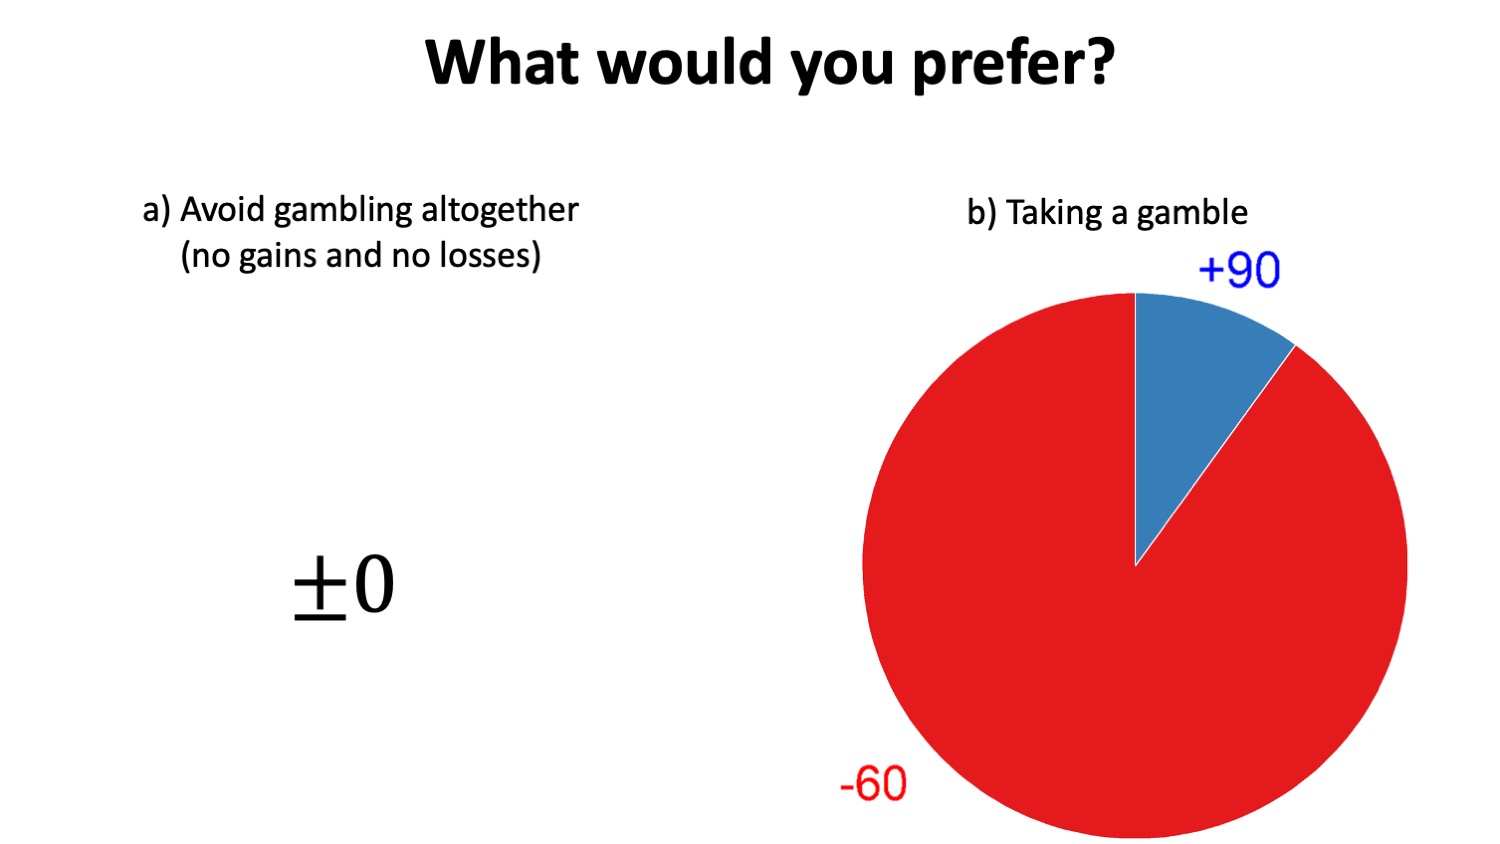 What would you prefer?
a) Avoid gambling altogether
(no gains and no losses)
b) Taking a gamble
+90
±0
-60